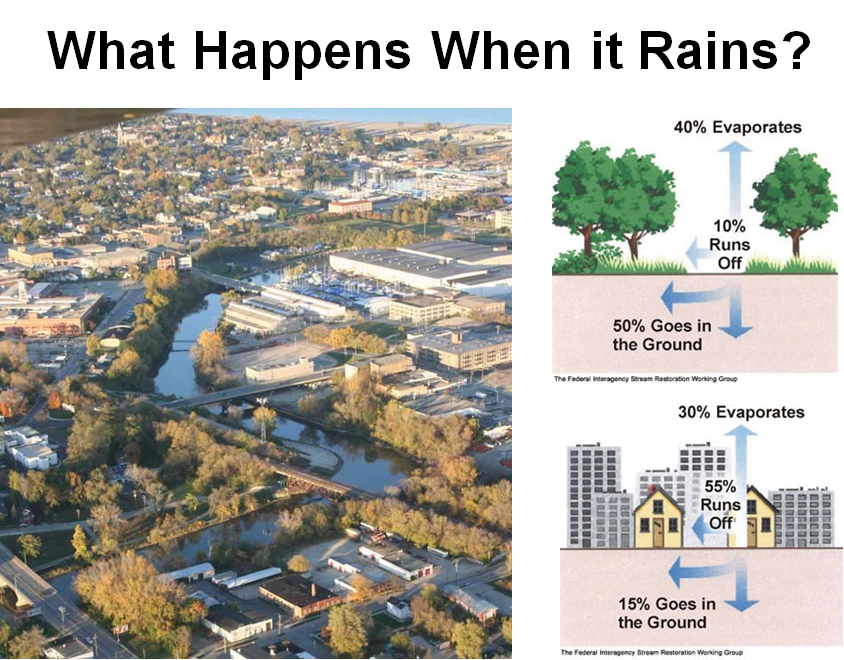 What Happens When it Rains?
40% Evaporates
10%
Runs
Off
50% Goes in
the Ground
The Federal Interagency Stream Restoration Working Group
30% Evaporates
55%
Runs
Off
15% Goes in
the Ground
The Federal Interagency Stream Restoration Working Group